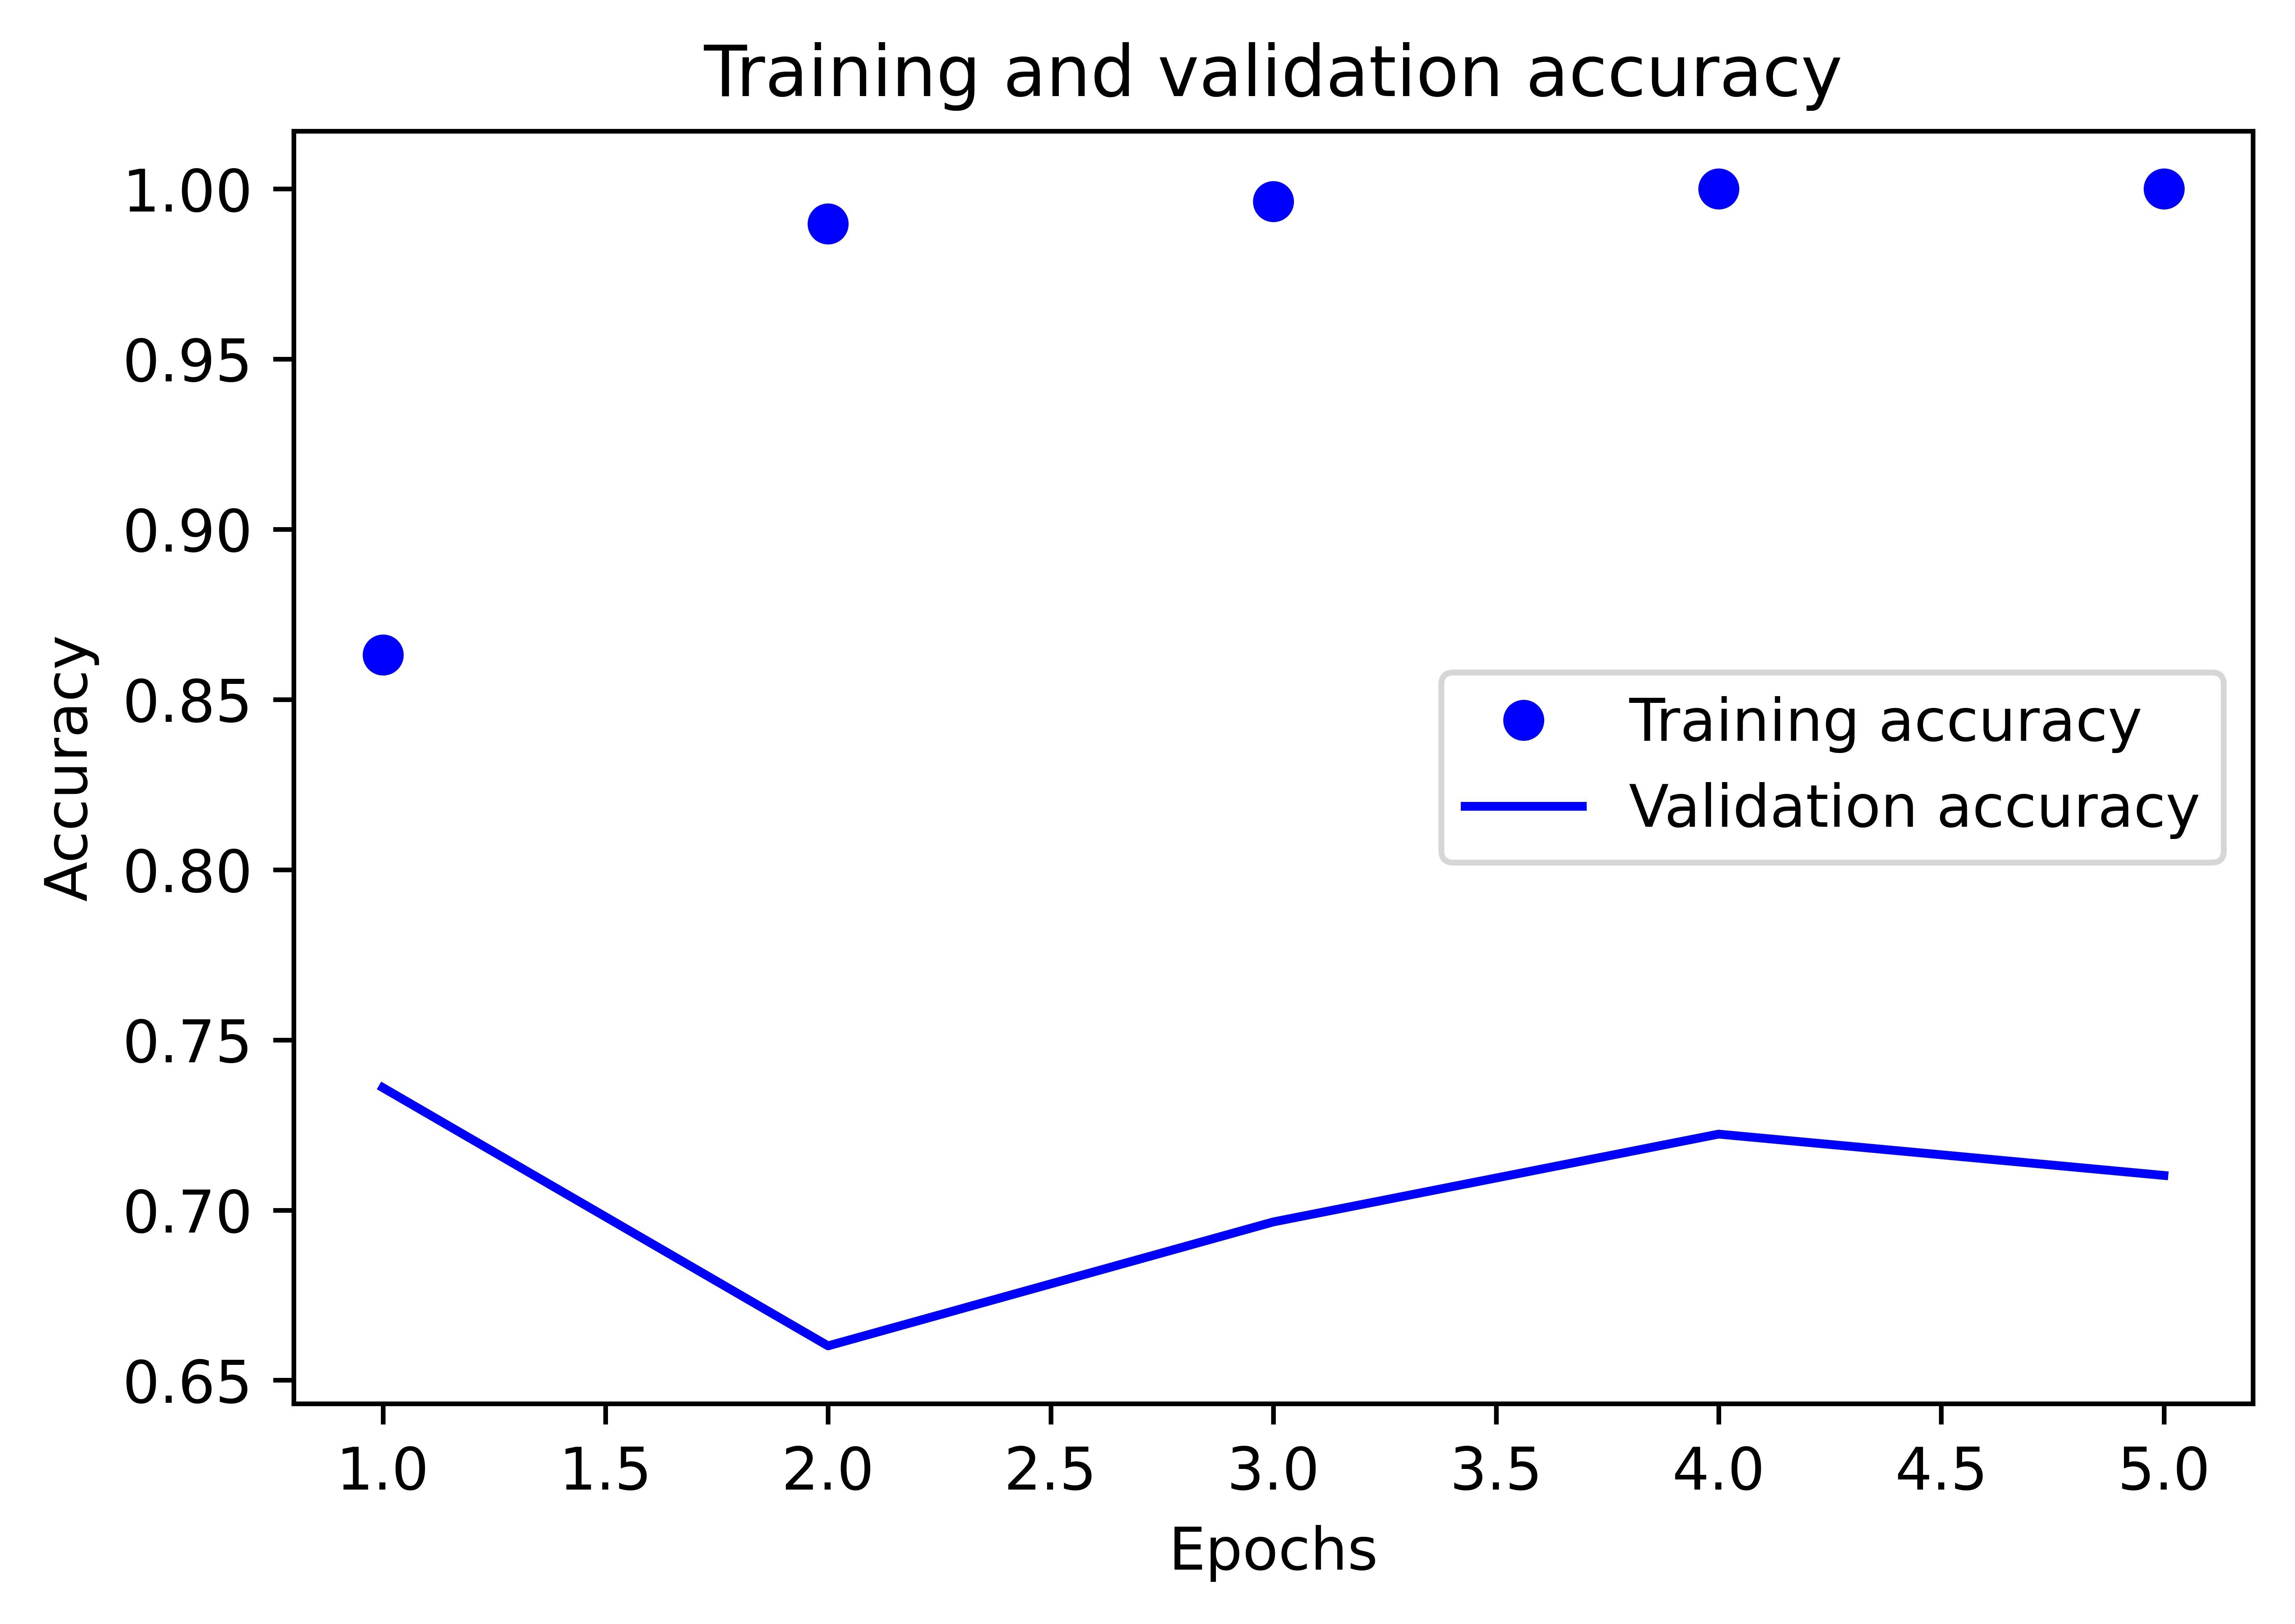 Training and validation accuracy
1.00
0.95
0.90
0.85
0.80
0.75
0.70
0.65
Accuracy
Training accuracy
Validation accuracy
1.0 1.5 2.0 2.5 3.0 3.5 4.0 4.5 5.0
Epochs